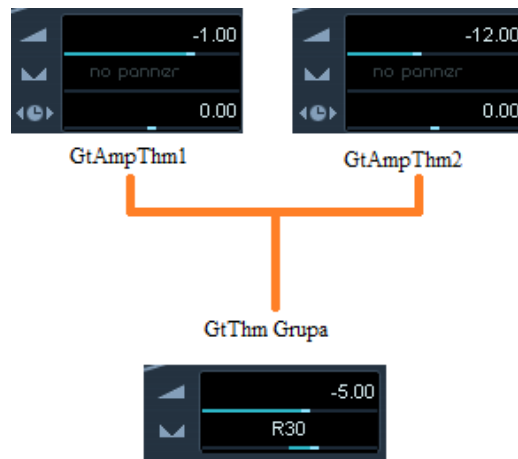 -1.00
no panner
0.00
GtAmpThm1
-12.00
no panner
0.00
GtAmpThm2
GtThm Grupa
-5.00
R30